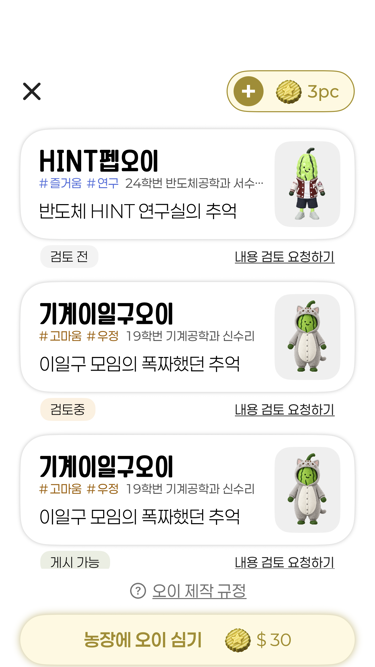 3pc
HINT펩오이
#즐거움 #연구 24학번 반도체공학과 서수…
반도체 HINT 연구실의 추억
검토 전
내용 검토 요청하기
기계이일구오이
#고마움 #우정 19학번 기계공학과 신수리
이일구 모임의 폭짜했던 추억
검토중
내용 검토 요청하기
기계이일구오이
#고마움 #우정 19학번 기계공학과 신수리
이일구 모임의 폭짜했던 추억
게시 가능
내용 검토 요청하기
? 오이 제작 규정
농장에 오이 심기 $30